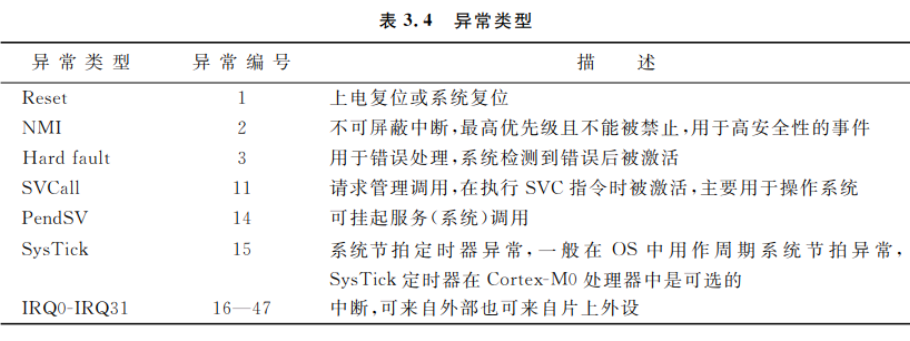 表 3.4 异常类型
异常类型 异常编号 描述
Reset 1 上电复位或系统复位
NMI 2 不可屏蔽中断,最高优先级且不能被禁止,用于高安全性的事件
Hard fault 3 用于错误处理,系统检测到错误后被激活
SVCall 11 请求管理调用,在执行 SVC 指令时被激活,主要用于操作系统
PendSV 14 可挂起服务(系统)调用
SysTick 15 系统节拍定时器异常,一般在 OS 中用作周期系统节拍异常,
SysTick 定时器在 Cortex-M0 处理器中是可选的
IRQ0-IRQ31 16—47 中断,可来自外部也可来自片上外设